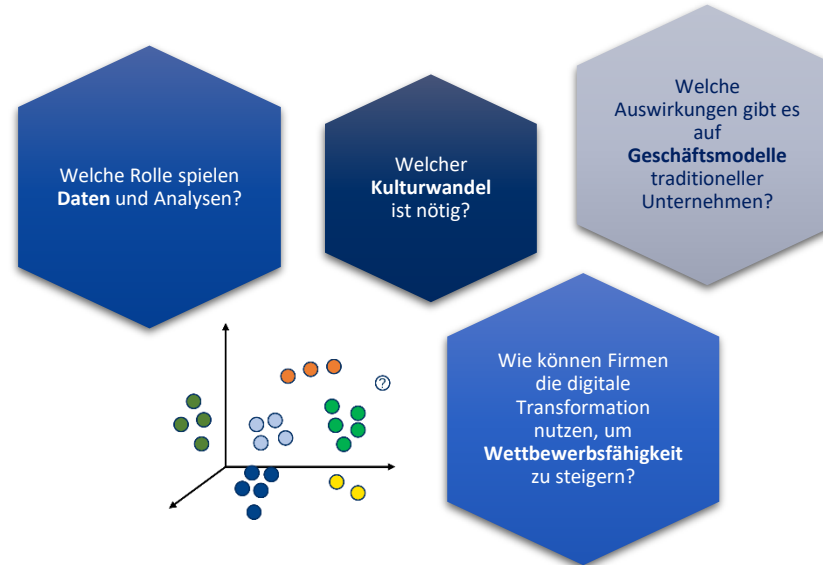 Welche Rolle spielen
Daten und Analysen?
Welcher
Kulturwandel
ist nötig?
Welche
Auswirkungen gibt es
auf
Geschäftsmodelle
traditioneller
Unternehmen?
Wie können Firmen
die digitale
Transformation
nutzen, um
Wettbewerbsfähigkeit
zu steigern?
?